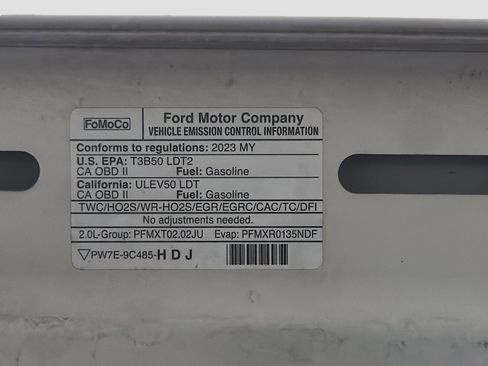 FoMoCo
Ford Motor Company
VEHICLE EMISSION CONTROL INFORMATION
Conforms to regulations: 2023 MY
U.S. EPA: T3B50 LDT2
CA OBD II Fuel: Gasoline
California: ULEV50 LDT
CA OBD II Fuel: Gasoline
TWC/HO2S/WR-HO2S/EGR/EGRC/CAC/TC/DFI
No adjustments needed.
2.0L-Group: PFMXT02.02JU Evap: PFMXR0135NDF
▽PW7E-9C485-H D J